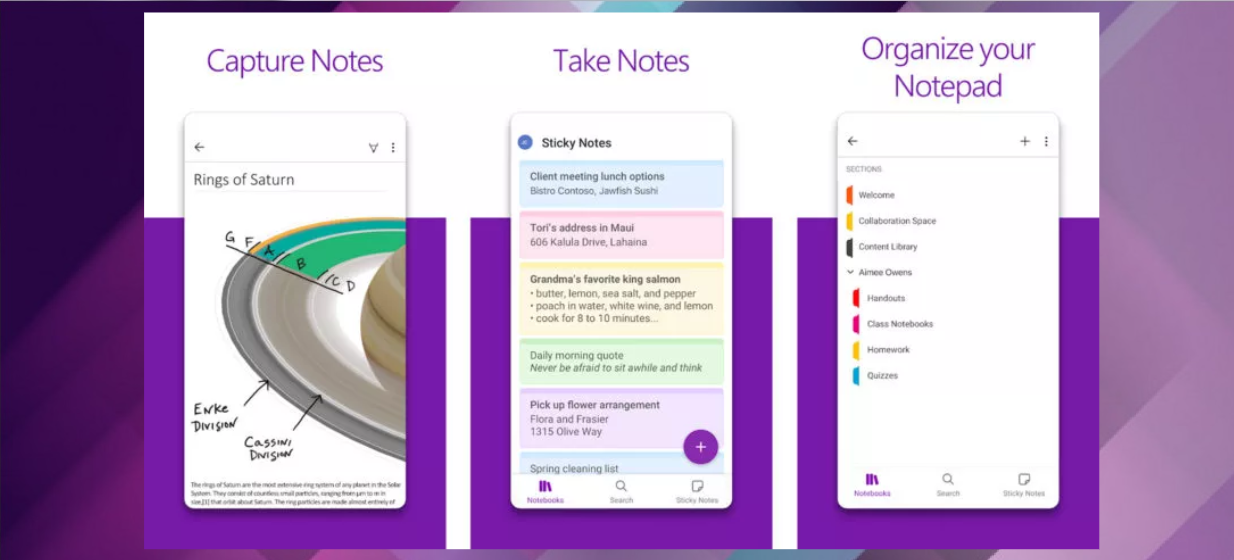 Capture Notes
Rings of Saturn
G F A B C D
ENKE
DIVISION
CASSINI
DIVISION
The rings of Saturn are the most extensive ring system of any planet in the Solar
System. They consist of countless small particles, ranging from μm to m in
size,[1] that orbit about Saturn. The ring particles are made almost entirely of
Take Notes
Sticky Notes
Client meeting lunch options
Bistro Contoso, Jawfish Sushi
Tori's address in Maui
606 Kalula Drive, Lahaina
Grandma's favorite king salmon
• butter, lemon, sea salt, and pepper
• poach in water, white wine, and lemon
• cook for 8 to 10 minutes...
Daily morning quote
Never be afraid to sit awhile and think
Pick up flower arrangement
Flora and Frasier
1315 Olive Way
Spring cleaning list
Notebooks Search Sticky Notes
Organize your
Notepad
SECTIONS
Welcome
Collaboration Space
Content Library
Aimee Owens
Handouts
Class Notebooks
Homework
Quizzes
Notebooks Search Sticky Notes